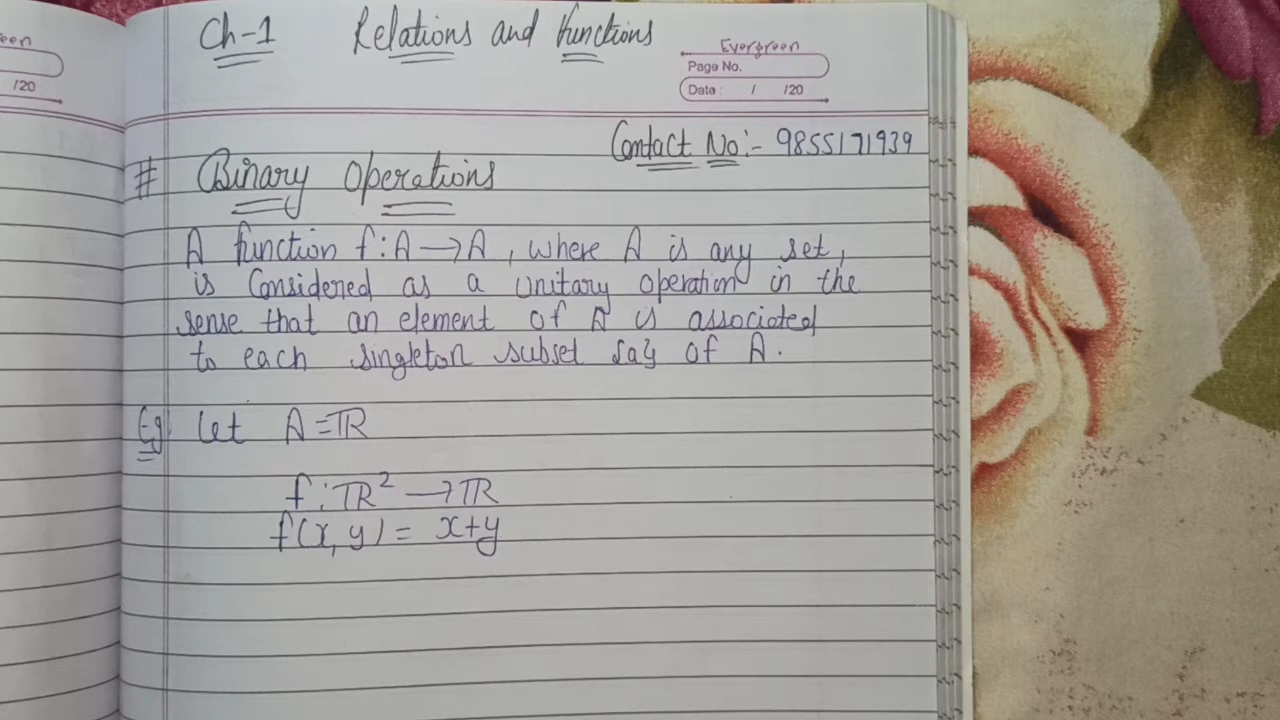 een
/20
Ch-1 Relations and functions
Evergreen
Page No.
Date : / /20
Contact No:- 9855171939
# Binary Operations
A function f: A → A, where A is any set,
is Considered as a unitary operation in the
sense that an element of A is associated
to each singleton subset say of A.
Eg. Let A = ℝ
f: ℝ² → ℝ
f(x, y) = x+y